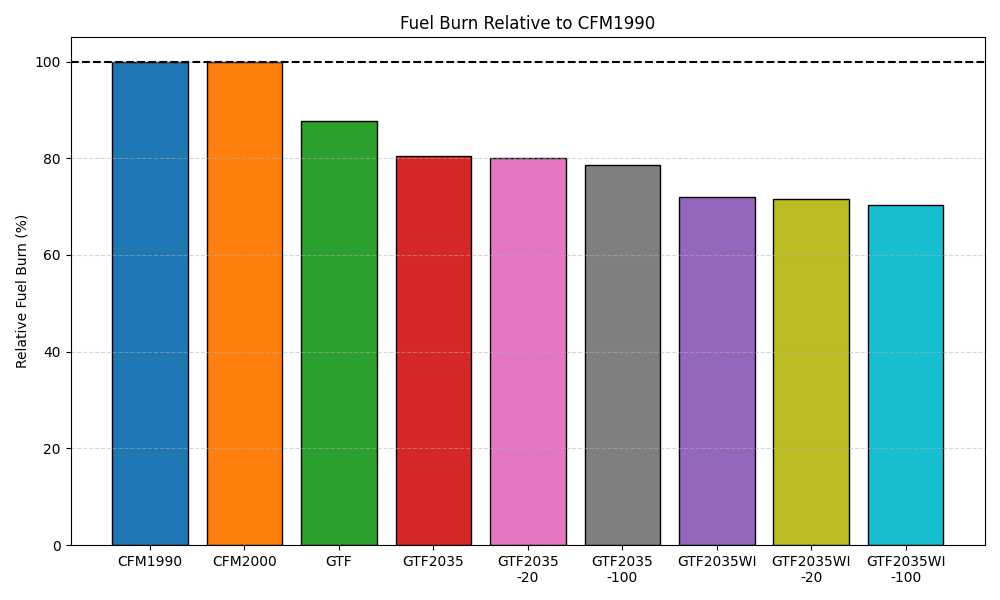 Fuel Burn Relative to CFM1990
Relative Fuel Burn (%)
100
80
60
40
20
0
CFM1990
CFM2000
GTF
GTF2035
GTF2035
-20
GTF2035
-100
GTF2035WI
GTF2035WI
-20
GTF2035WI
-100